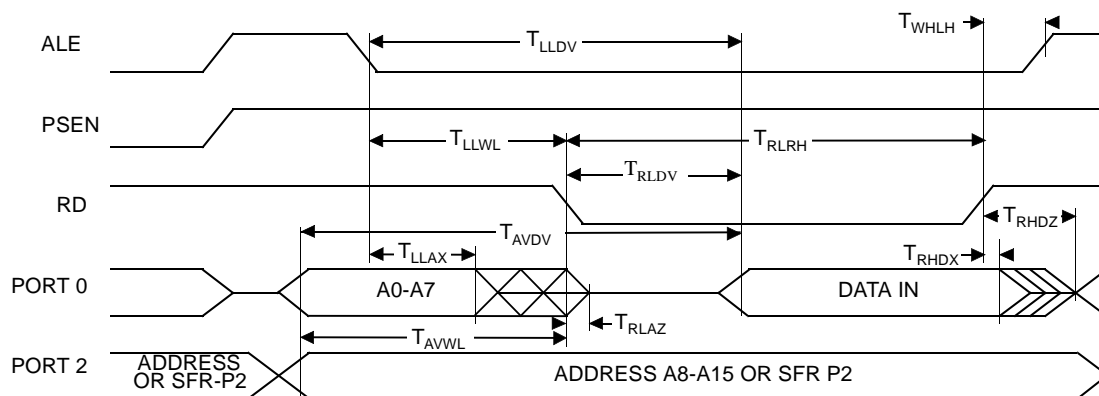 ALE
T_LLDV
T_WHLH
PSEN
T_LLWL
T_RLRH
T_RLDV
RD
T_AVDV
T_RHDZ
T_LLAX
T_RHDX
PORT 0
A0-A7
DATA IN
T_RLAZ
T_AVWL
PORT 2
ADDRESS
OR SFR-P2
ADDRESS A8-A15 OR SFR P2